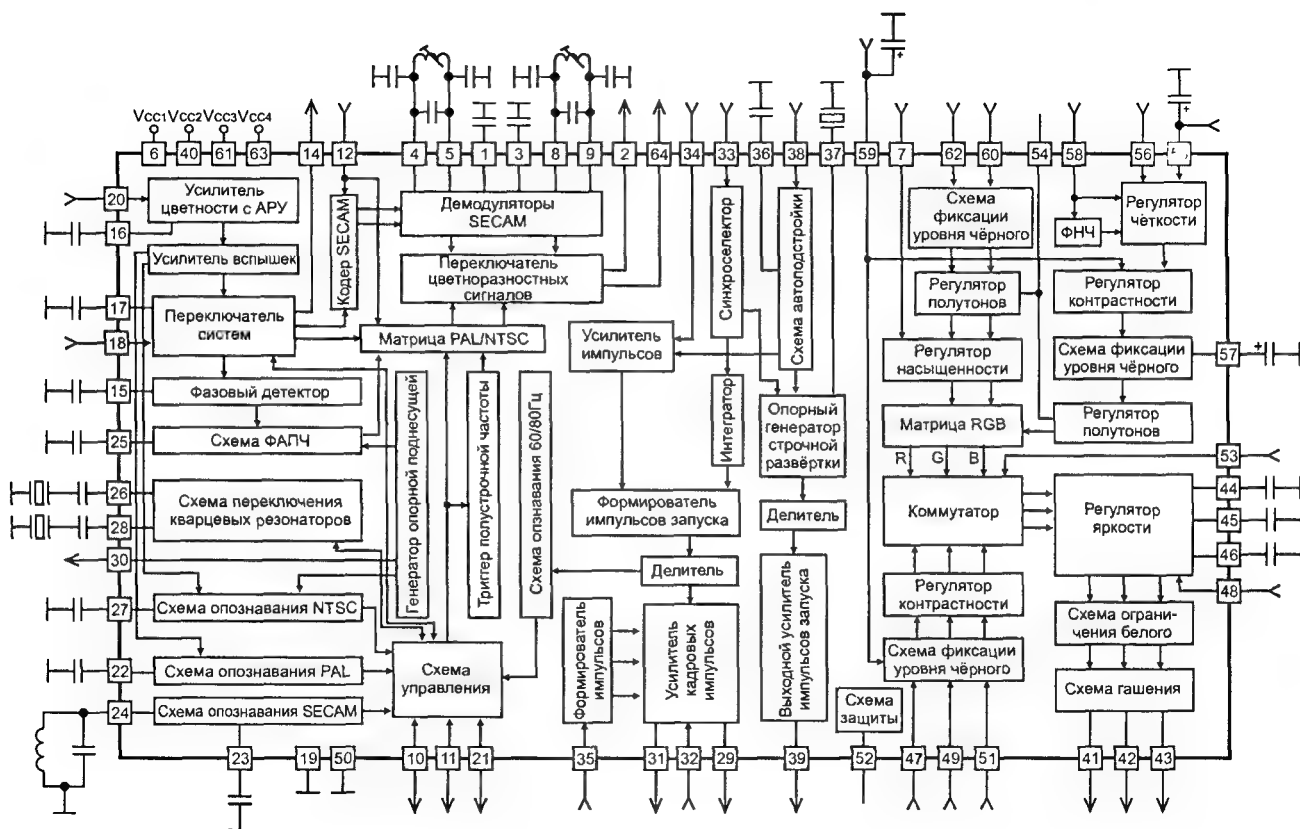 VCC1 VCC2 VCC3 VCC4
6 40 61 63 14 12 4 5 1 3 8 9 2 64 34 33 36 38 37 59 7 62 60 54 58 56
20
Усилитель
цветности с АРУ
16
Усилитель вспышек
Кодер SECAM
Демодуляторы
SECAM
Переключатель
цветноразностных
сигналов
17
18
Переключатель
систем
Матрица PAL/NTSC
15
Фазовый детектор
25
Схема ФАПЧ
26
28
Схема переключения
кварцевых резонаторов
30
27
Схема опознавания NTSC
22
Схема опознавания PAL
24
Схема опознавания SECAM
Генератор опорный поднесущей
Триггер полустрочной частоты
Схема опзнавания 60/80Гц
Схема
управления
Усилитель
импульсов
Синхроселектор
Схема автоподстройки
Интегратор
Опорный
генератор
строчной
развёртки
Формирователь
импульсов запуска
Делитель
Делитель
Формирователь
импульсов
Усилитель
кадровых
импульсов
Выходной усилитель
импульсов запуска
Схема
фиксации
уровня чёрного
Регулятор
полутонов
Регулятор
насыщенности
Матрица RGB
R G B
Коммутатор
Регулятор
контрастности
Схема фиксации
уровня чёрного
Схема
защиты
ФНЧ
Регулятор
чёткости
Регулятор
контрастности
Схема фиксации
уровня чёрного
57
Регулятор
полутонов
53
44
45
46
48
Регулятор
яркости
Схема ограни-
чения белого
Схема гашения
23 19 50 10 11 21 35 31 32 29 39 52 47 49 51 41 42 43